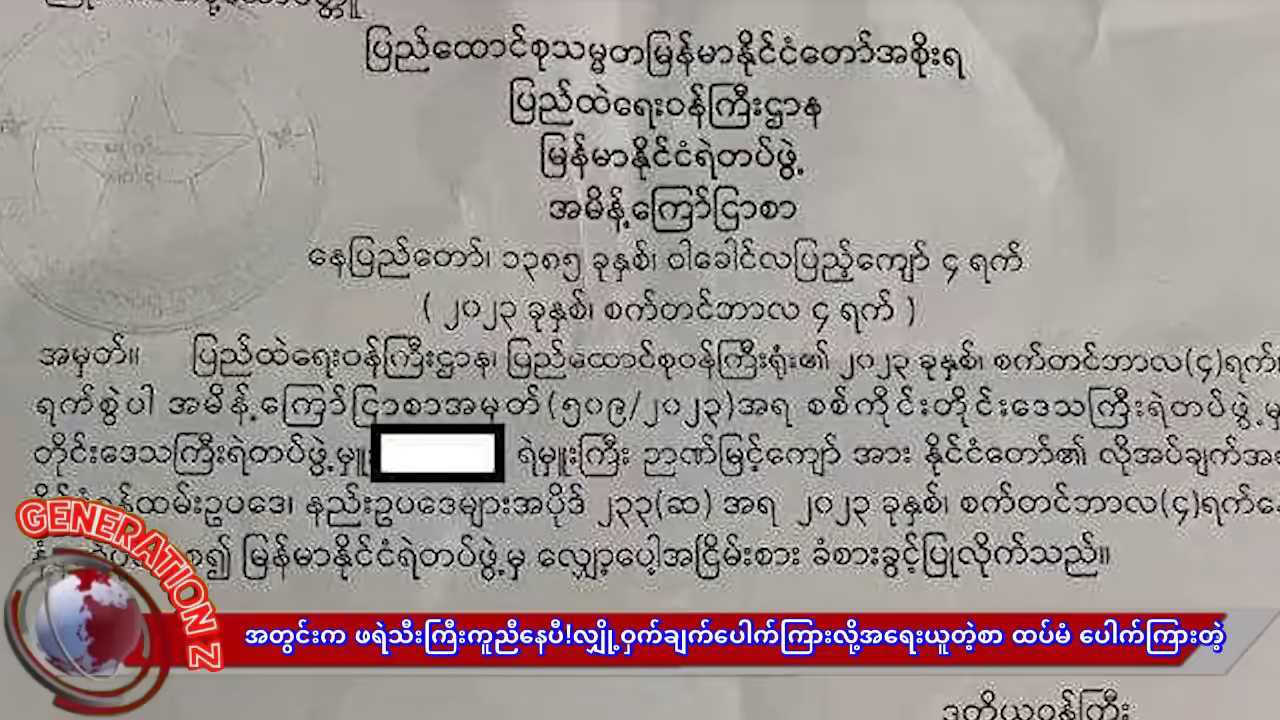 ပြည်ထောင်စုသမ္မတမြန်မာနိုင်ငံတော်အစိုးရ
ပြည်ထဲရေးဝန်ကြီးဌာန
မြန်မာနိုင်ငံရဲတပ်ဖွဲ့
အမိန့်ကြော်ငြာစာ
နေပြည်တော်၊ ၁၃၈၅ ခုနှစ်၊ ဝါခေါင်လပြည့်ကျော် ၄ ရက်
( ၂၀၂၃ ခုနှစ်၊ စက်တင်ဘာလ ၄ ရက် )
အမှတ်။ ပြည်ထဲရေးဝန်ကြီးဌာန၊ ပြည်ထောင်စုဝန်ကြီးရုံး၏ ၂၀၂၃ ခုနှစ်၊ စက်တင်ဘာလ(၄)ရက်
ရက်စွဲပါ အမိန့်ကြော်ငြာစာအမှတ်(၅၀၉/၂၀၂၃)အရ စစ်ကိုင်းတိုင်းဒေသကြီးရဲတပ်ဖွဲ့မှ
တိုင်းဒေသကြီးရဲတပ်ဖွဲ့မှူး ရဲမှူးကြီး ဉာဏ်မြင့်ကျော် အား နိုင်ငံတော်၏ လိုအပ်ချက်
ဝန်ထမ်းဥပဒေ၊ နည်းဥပဒေများအပိုဒ် ၂၃၃(ဆ) အရ ၂၀၂၃ ခုနှစ်၊ စက်တင်ဘာလ(၄)ရက်
၍ မြန်မာနိုင်ငံရဲတပ်ဖွဲ့မှ လျှော့ပေါ့အငြိမ်းစား ခံစားခွင့်ပြုလိုက်သည်။
GENERATION Z
အတွင်းက ဖရဲသီးကြီးကူညီနေပီ!လျှို့ဝှက်ချက်ပေါက်ကြားလို့အရေးယူတဲ့စာ ထပ်မံ ပေါက်ကြားတဲ့
ဒုတိယဝန်ကြီး